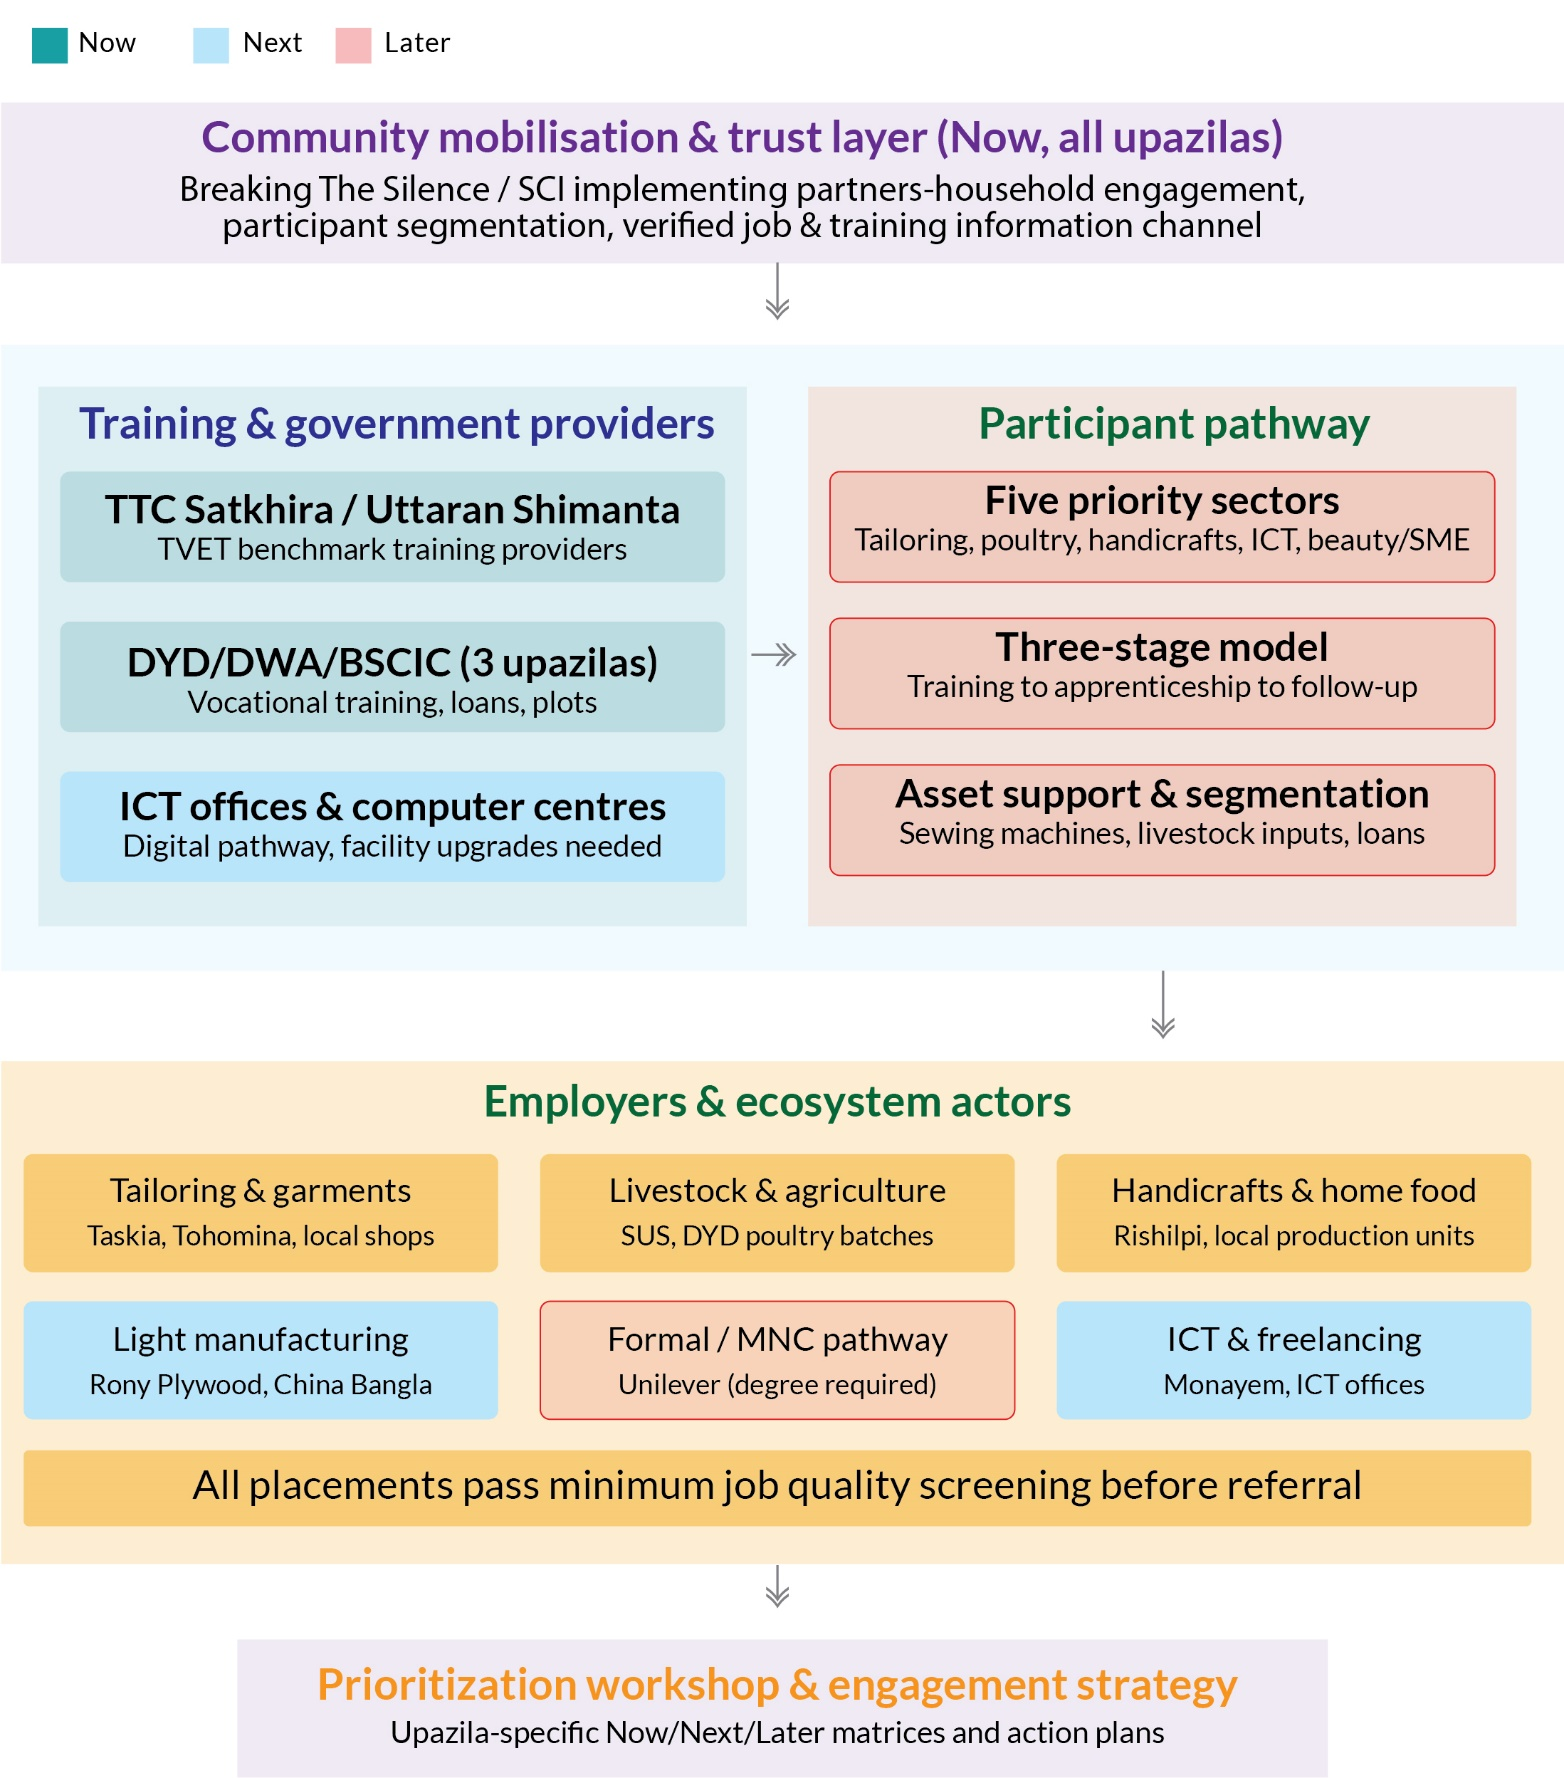 Now
Next
Later
Community mobilisation & trust layer (Now, all upazilas)
Breaking The Silence / SCI implementing partners-household engagement,
participant segmentation, verified job & training information channel
Training & government providers
TTC Satkhira / Uttaran Shimanta
TVET benchmark training providers
DYD/DWA/BSCIC (3 upazilas)
Vocational training, loans, plots
ICT offices & computer centres
Digital pathway, facility upgrades needed
Participant pathway
Five priority sectors
Tailoring, poultry, handicrafts, ICT, beauty/SME
Three-stage model
Training to apprenticeship to follow-up
Asset support & segmentation
Sewing machines, livestock inputs, loans
Employers & ecosystem actors
Tailoring & garments
Taskia, Tohomina, local shops
Livestock & agriculture
SUS, DYD poultry batches
Handicrafts & home food
Rishilpi, local production units
Light manufacturing
Rony Plywood, China Bangla
Formal / MNC pathway
Unilever (degree required)
ICT & freelancing
Monayem, ICT offices
All placements pass minimum job quality screening before referral
Prioritization workshop & engagement strategy
Upazila-specific Now/Next/Later matrices and action plans